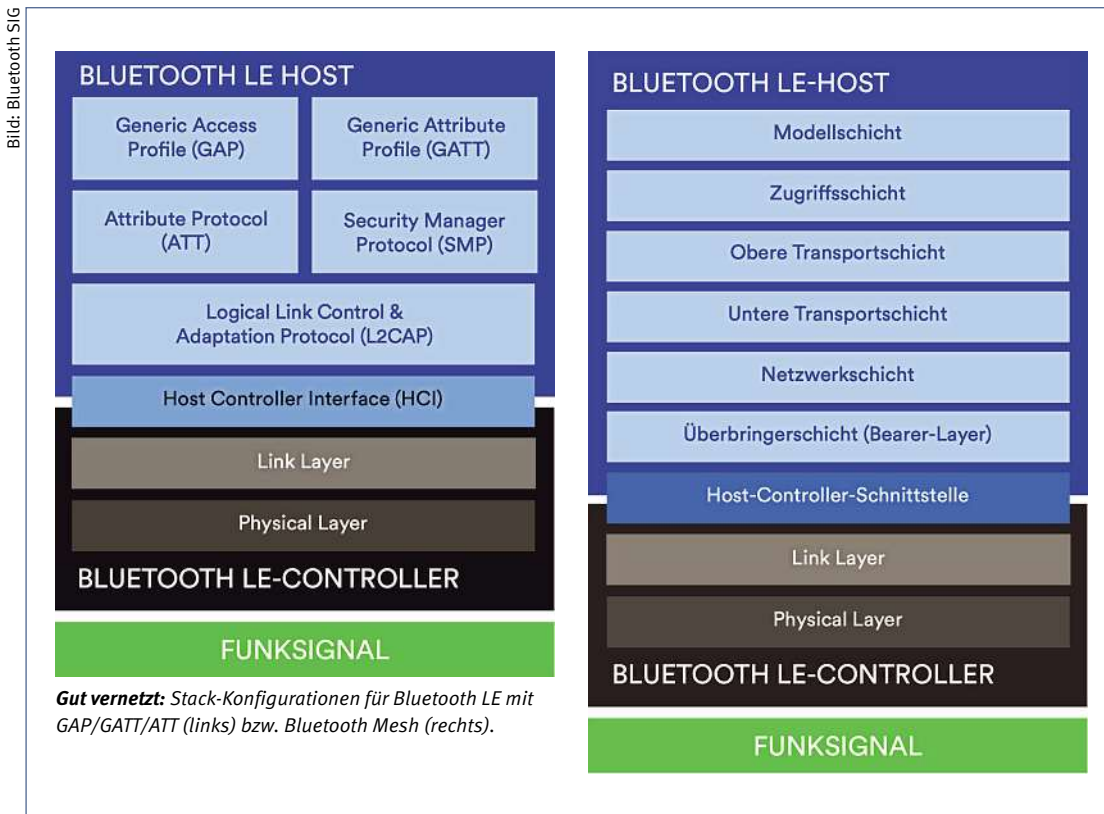 Bild: Bluetooth SIG
BLUETOOTH LE HOST
Generic Access
Profile (GAP)
Generic Attribute
Profile (GATT)
Attribute Protocol
(ATT)
Security Manager
Protocol (SMP)
Logical Link Control &
Adaptation Protocol (L2CAP)
Host Controller Interface (HCI)
Link Layer
Physical Layer
BLUETOOTH LE-CONTROLLER
FUNKSIGNAL
Gut vernetzt: Stack-Konfigurationen für Bluetooth LE mit
GAP/GATT/ATT (links) bzw. Bluetooth Mesh (rechts).
BLUETOOTH LE-HOST
Modellschicht
Zugriffsschicht
Obere Transportschicht
Untere Transportschicht
Netzwerkschicht
Überbringerschicht (Bearer-Layer)
Host-Controller-Schnittstelle
Link Layer
Physical Layer
BLUETOOTH LE-CONTROLLER
FUNKSIGNAL